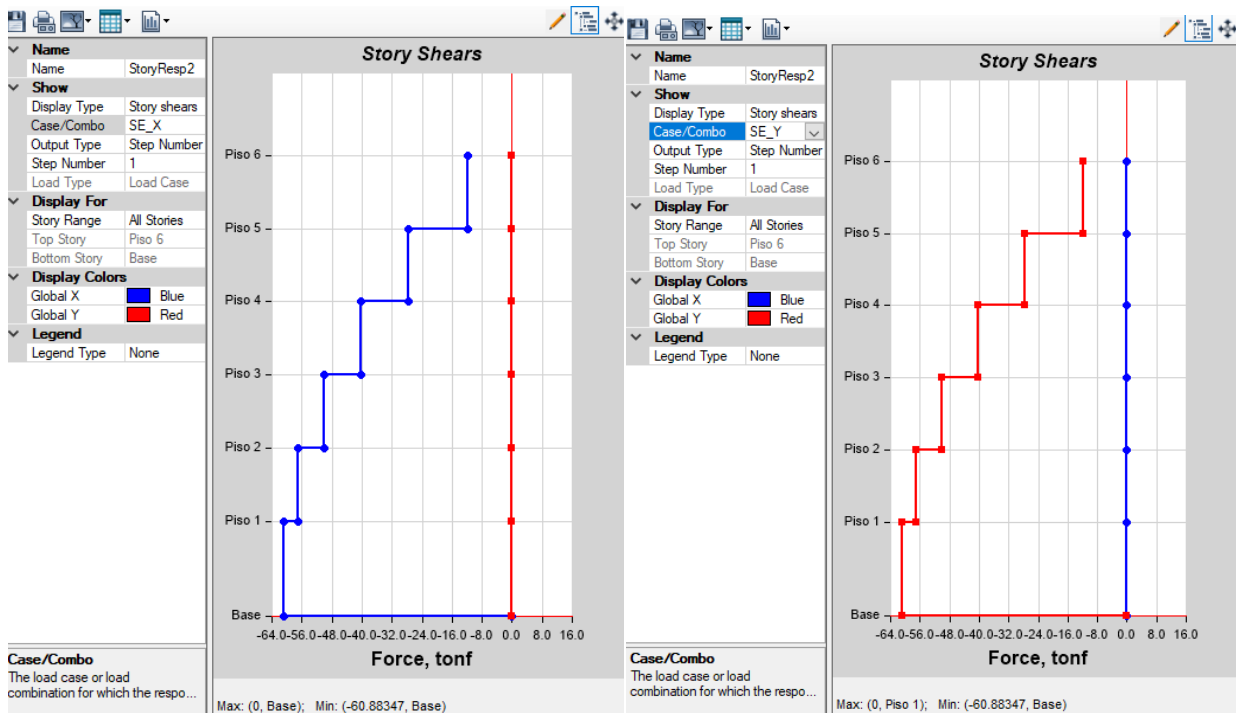 Name
Name StoryResp2
Show
Display Type Story shears
Case/Combo SE_X
Output Type Step Number
Step Number 1
Load Type Load Case
Display For
Story Range All Stories
Top Story Piso 6
Bottom Story Base
Display Colors
Global X Blue
Global Y Red
Legend
Legend Type None
Case/Combo
The load case or load
combination for which the respo...
Story Shears
Piso 6
Piso 5
Piso 4
Piso 3
Piso 2
Piso 1
Base
-64.0 -56.0 -48.0 -40.0 -32.0 -24.0 -16.0 -8.0 0.0 8.0 16.0
Force, tonf
Max: (0, Base); Min: (-60.88347, Base)
Name
Name StoryResp2
Show
Display Type Story shears
Case/Combo SE_Y
Output Type Step Number
Step Number 1
Load Type Load Case
Display For
Story Range All Stories
Top Story Piso 6
Bottom Story Base
Display Colors
Global X Blue
Global Y Red
Legend
Legend Type None
Case/Combo
The load case or load
combination for which the respo...
Story Shears
Piso 6
Piso 5
Piso 4
Piso 3
Piso 2
Piso 1
Base
-64.0 -56.0 -48.0 -40.0 -32.0 -24.0 -16.0 -8.0 0.0 8.0 16.0
Force, tonf
Max: (0, Piso 1); Min: (-60.88347, Base)